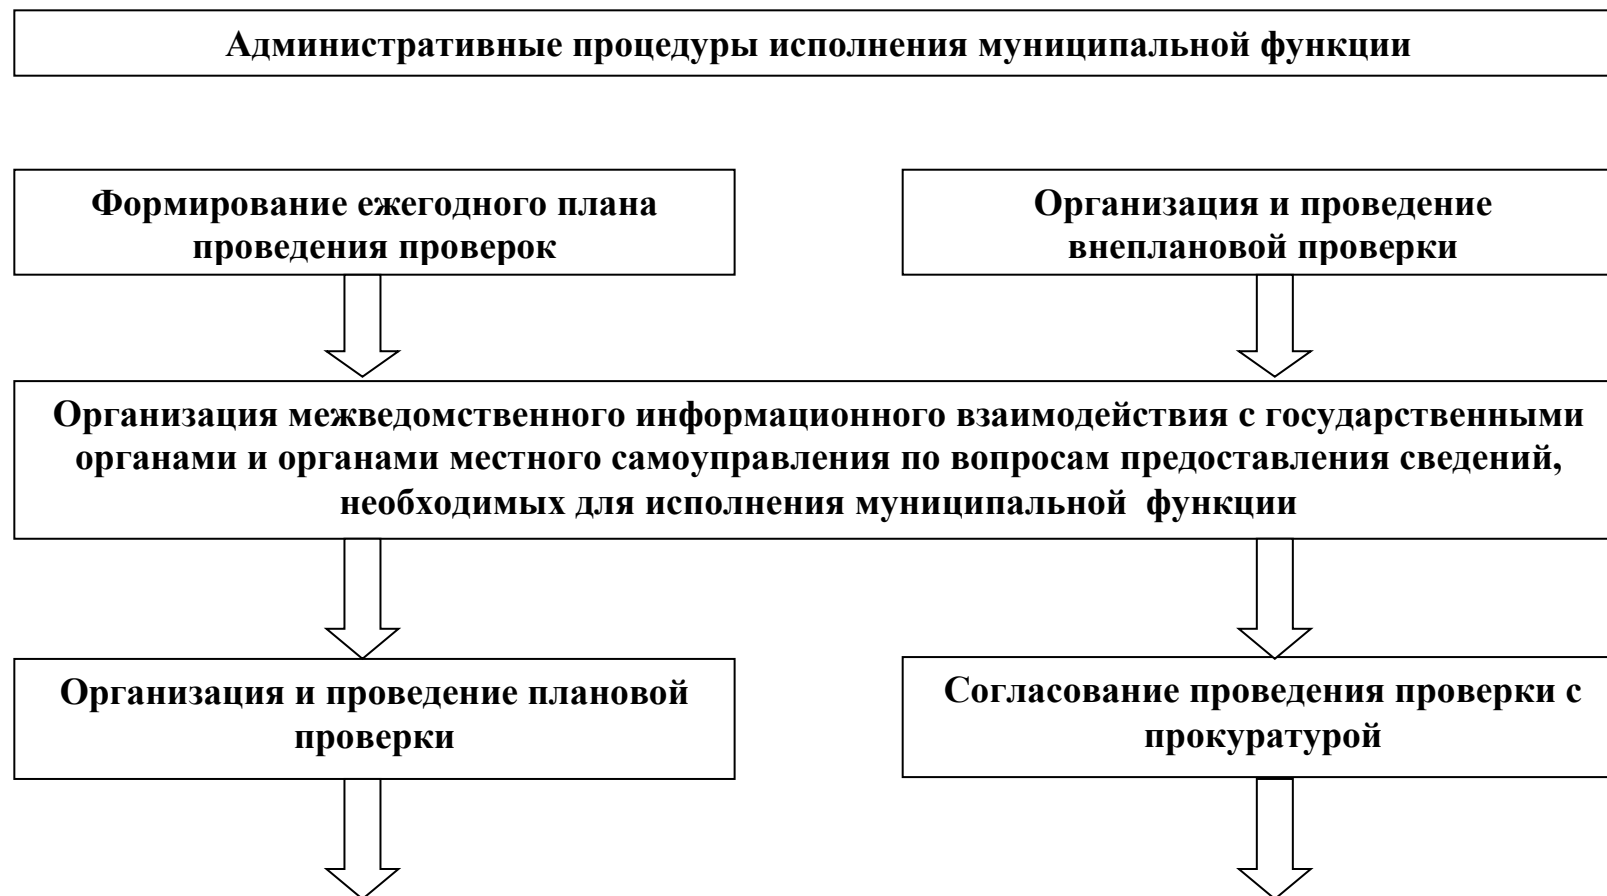 Административные процедуры исполнения муниципальной функции
Формирование ежегодного плана
проведения проверок
Организация и проведение
внеплановой проверки
Организация межведомственного информационного взаимодействия с государственными
органами и органами местного самоуправления по вопросам предоставления сведений,
необходимых для исполнения муниципальной  функции
Организация и проведение плановой
проверки
Согласование проведения проверки с
прокуратурой